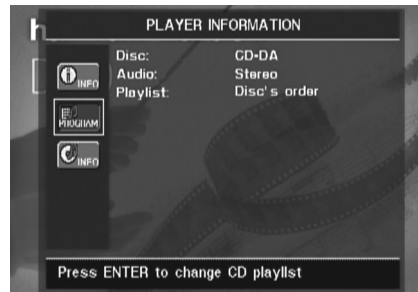 PLAYER INFORMATION
Disc: CD-DA
Audio: Stereo
Playlist: Disc's order
INFO
PROGRAM
INFO
Press ENTER to change CD playlist